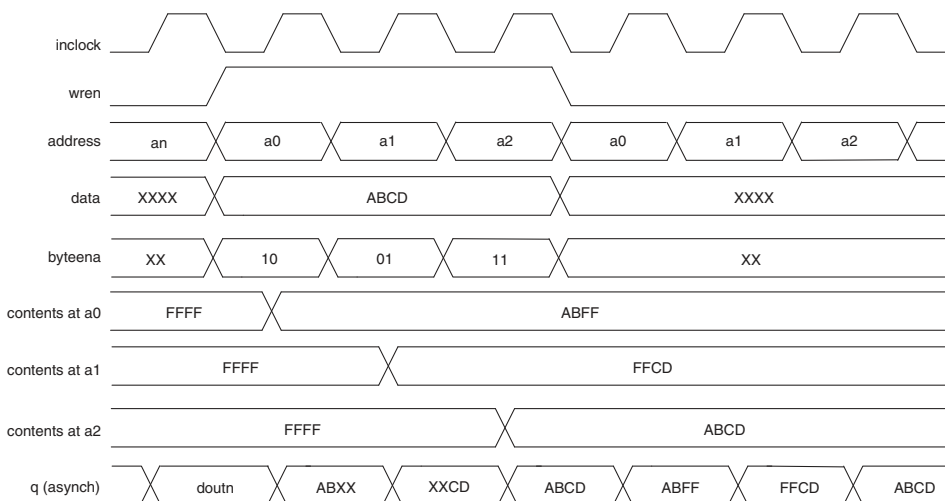 inclock
wren
address an a0 a1 a2 a0 a1 a2
data XXXX ABCD XXXX
byteena XX 10 01 11 XX
contents at a0 FFFF ABFF
contents at a1 FFFF FFCD
contents at a2 FFFF ABCD
q (asynch) doutn ABXX XXCD ABCD ABFF FFCD ABCD